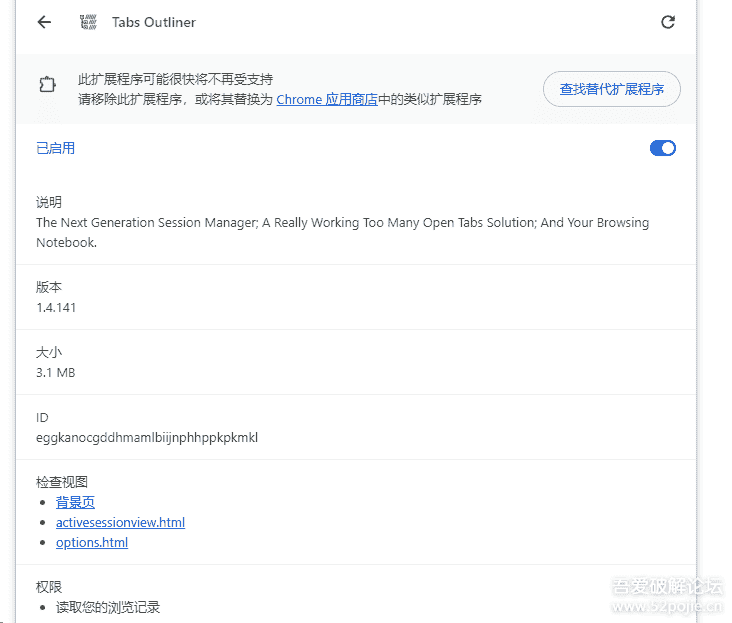 Tabs Outliner
此扩展程序可能很快将不再受支持
请移除此扩展程序，或将其替换为 Chrome 应用商店中的类似扩展程序
查找替代扩展程序
已启用
说明
The Next Generation Session Manager; A Really Working Too Many Open Tabs Solution; And Your Browsing
Notebook.
版本
1.4.141
大小
3.1 MB
ID
eggkanocgddhmamlbiijnphhppkpkmkl
检查视图
背景页
activesessionview.html
options.html
权限
读取您的浏览记录
吾爱破解论坛
www.52pojie.cn